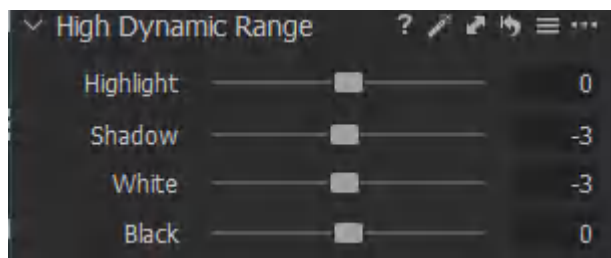 High Dynamic Range ?
Highlight 0
Shadow -3
White -3
Black 0